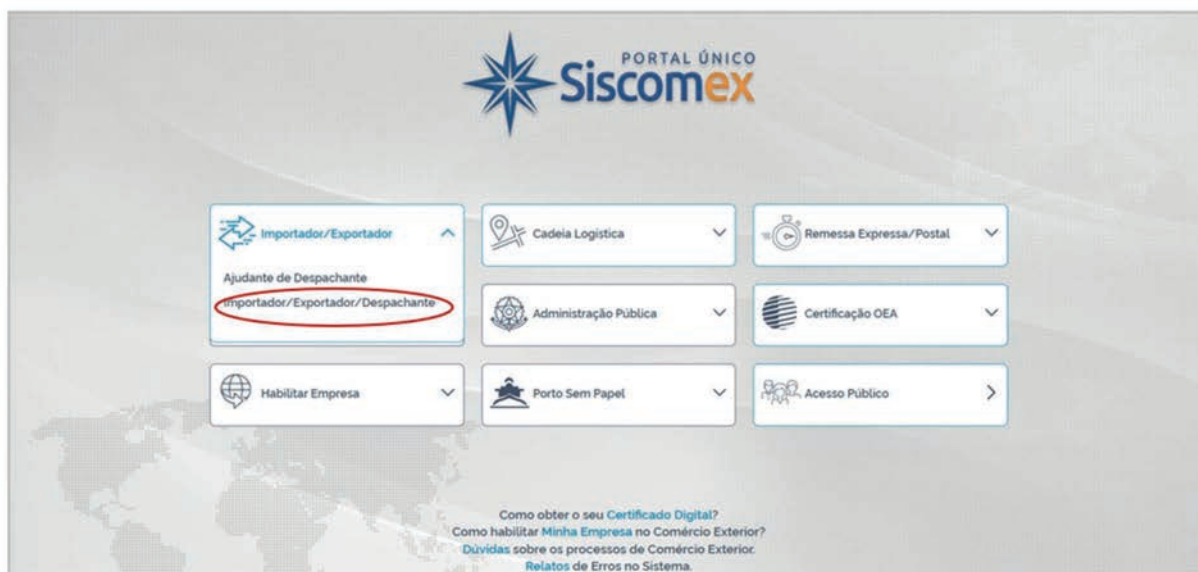 PORTAL ÚNICO
Siscomex
Importador/Exportador
Ajudante de Despachante
Importador/Exportador/Despachante
Cadeia Logística
Remessa Expressa/Postal
Administração Pública
Certificação OEA
Habilitar Empresa
Porto Sem Papel
Acesso Público
Como obter o seu Certificado Digital?
Como habilitar Minha Empresa no Comércio Exterior?
Dúvidas sobre os processos de Comércio Exterior.
Relatos de Erros no Sistema.